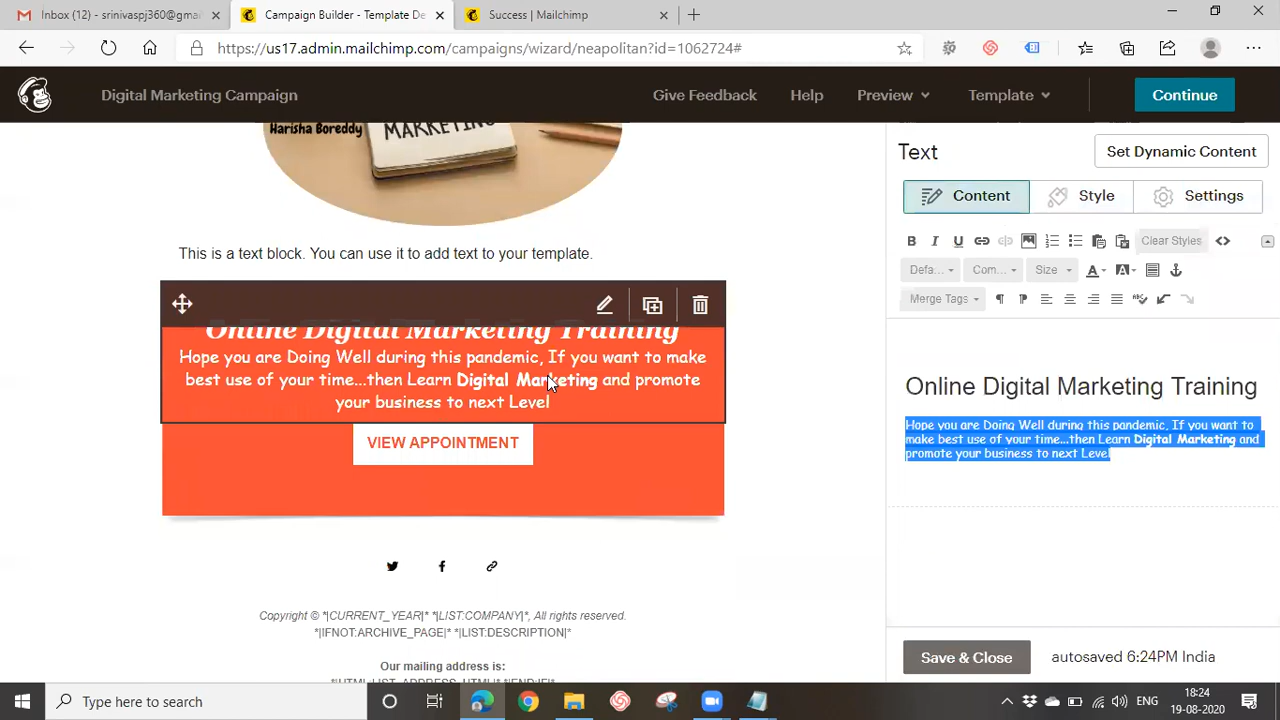 Inbox (12) - srinivaspj360@gma
Campaign Builder - Template De
Success | Mailchimp
https://us17.admin.mailchimp.com/campaigns/wizard/neapolitan?id=1062724#
Digital Marketing Campaign
Give Feedback
Help
Preview
Template
Continue
Harisha Boreddy
MARKETING
This is a text block. You can use it to add text to your template.
Online Digital Marketing Training
Hope you are Doing Well during this pandemic, If you want to make
best use of your time...then Learn Digital Marketing and promote
your business to next Level
VIEW APPOINTMENT
Copyright © *|CURRENT_YEAR|* *|LIST:COMPANY|*, All rights reserved.
*|IFNOT:ARCHIVE_PAGE|* *|LIST:DESCRIPTION|*
Our mailing address is:
*|HTML:LIST_ADDRESS_HTML|* *|END:IF|*
Text
Set Dynamic Content
Content
Style
Settings
B I U
Clear Styles
Defa...
Com...
Size
A
A
Merge Tags
Online Digital Marketing Training
Hope you are Doing Well during this pandemic, If you want to
make best use of your time...then Learn Digital Marketing and
promote your business to next Level
Save & Close
autosaved 6:24PM India
Type here to search
ENG
18:24
19-08-2020